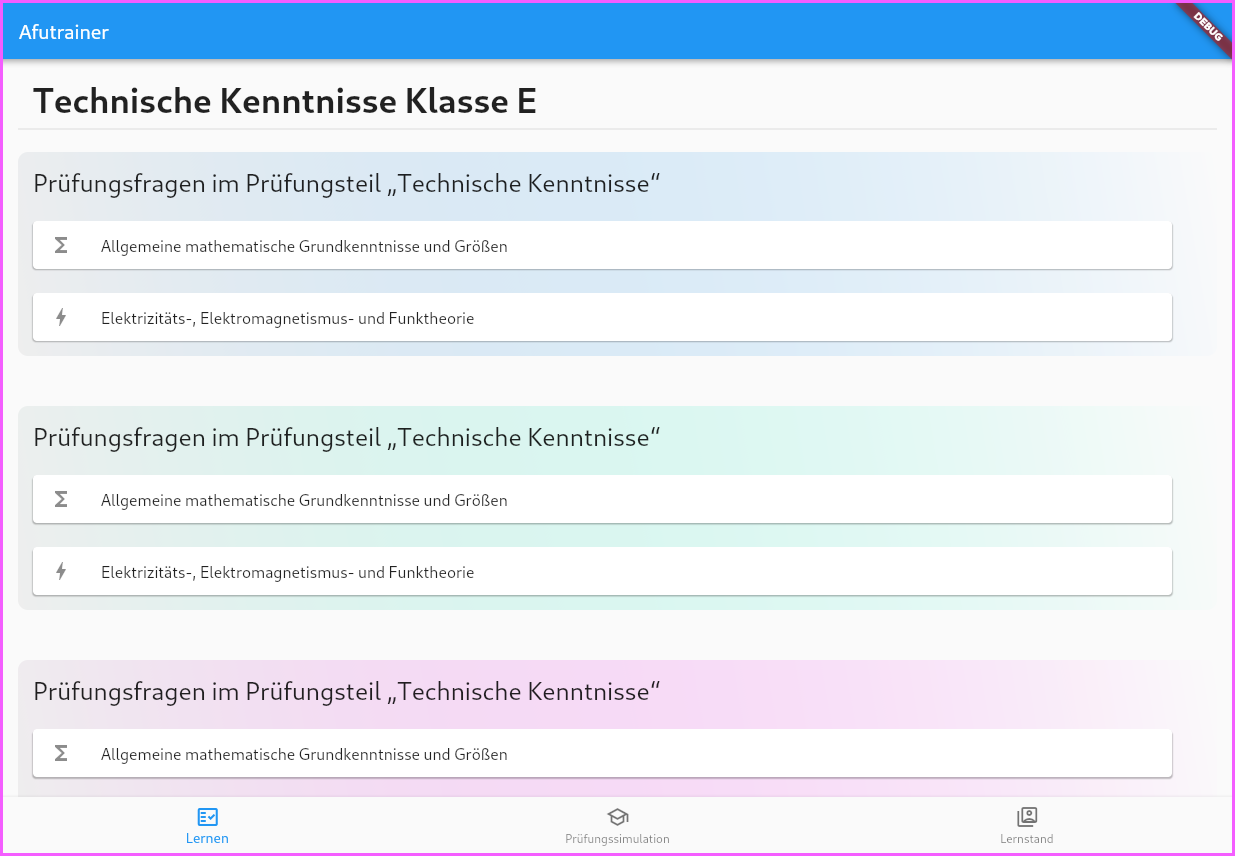 Afutrainer
DEBUG
Technische Kenntnisse Klasse E
Prüfungsfragen im Prüfungsteil „Technische Kenntnisse“
Allgemeine mathematische Grundkenntnisse und Größen
Elektrizitäts-, Elektromagnetismus- und Funktheorie
Prüfungsfragen im Prüfungsteil „Technische Kenntnisse“
Allgemeine mathematische Grundkenntnisse und Größen
Elektrizitäts-, Elektromagnetismus- und Funktheorie
Prüfungsfragen im Prüfungsteil „Technische Kenntnisse“
Allgemeine mathematische Grundkenntnisse und Größen
Lernen
Prüfungssimulation
Lernstand